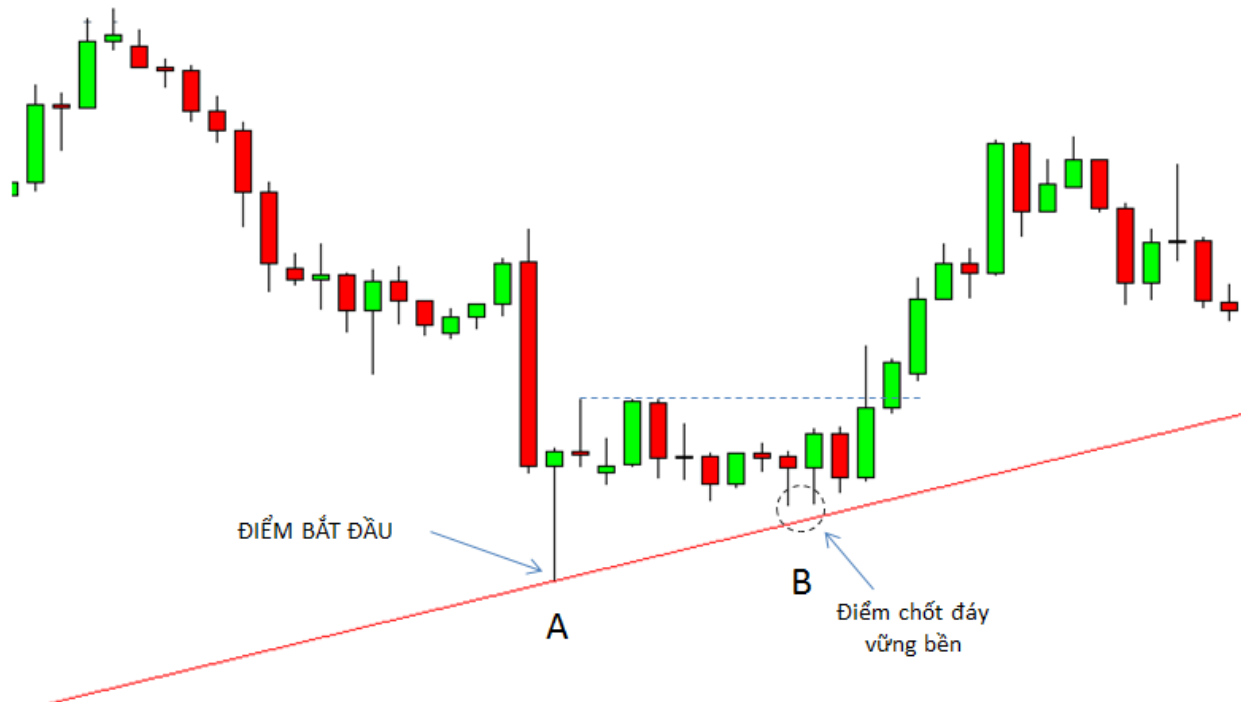 ĐIỂM BẮT ĐẦU
A
B
Điểm chốt đáy
vững bền